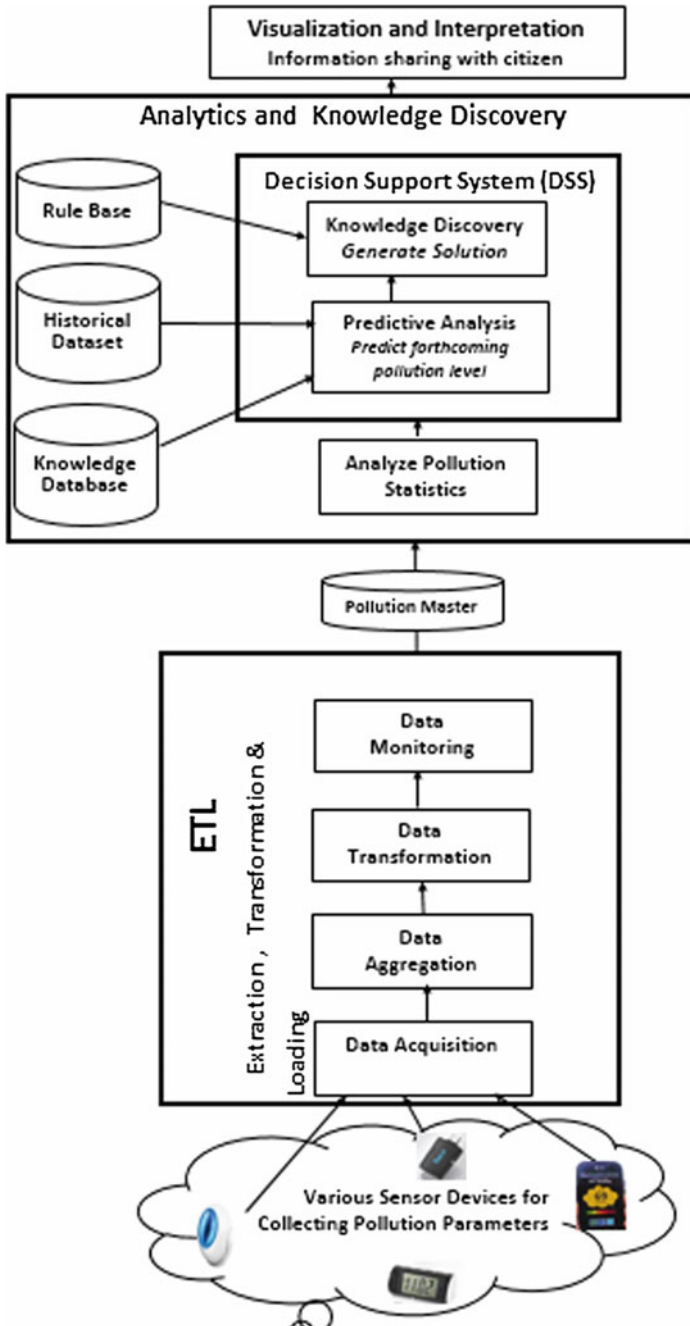 Visualization and Interpretation
Information sharing with citizen
Analytics and Knowledge Discovery
Decision Support System (DSS)
Rule Base
Knowledge Discovery
Generate Solution
Historical
Dataset
Predictive Analysis
Predict forthcoming
pollution level
Knowledge
Database
Analyze Pollution
Statistics
Pollution Master
ETL
Extraction , Transformation &
Loading
Data
Monitoring
Data
Transformation
Data
Aggregation
Data Acquisition
Various Sensor Devices for
Collecting Pollution Parameters